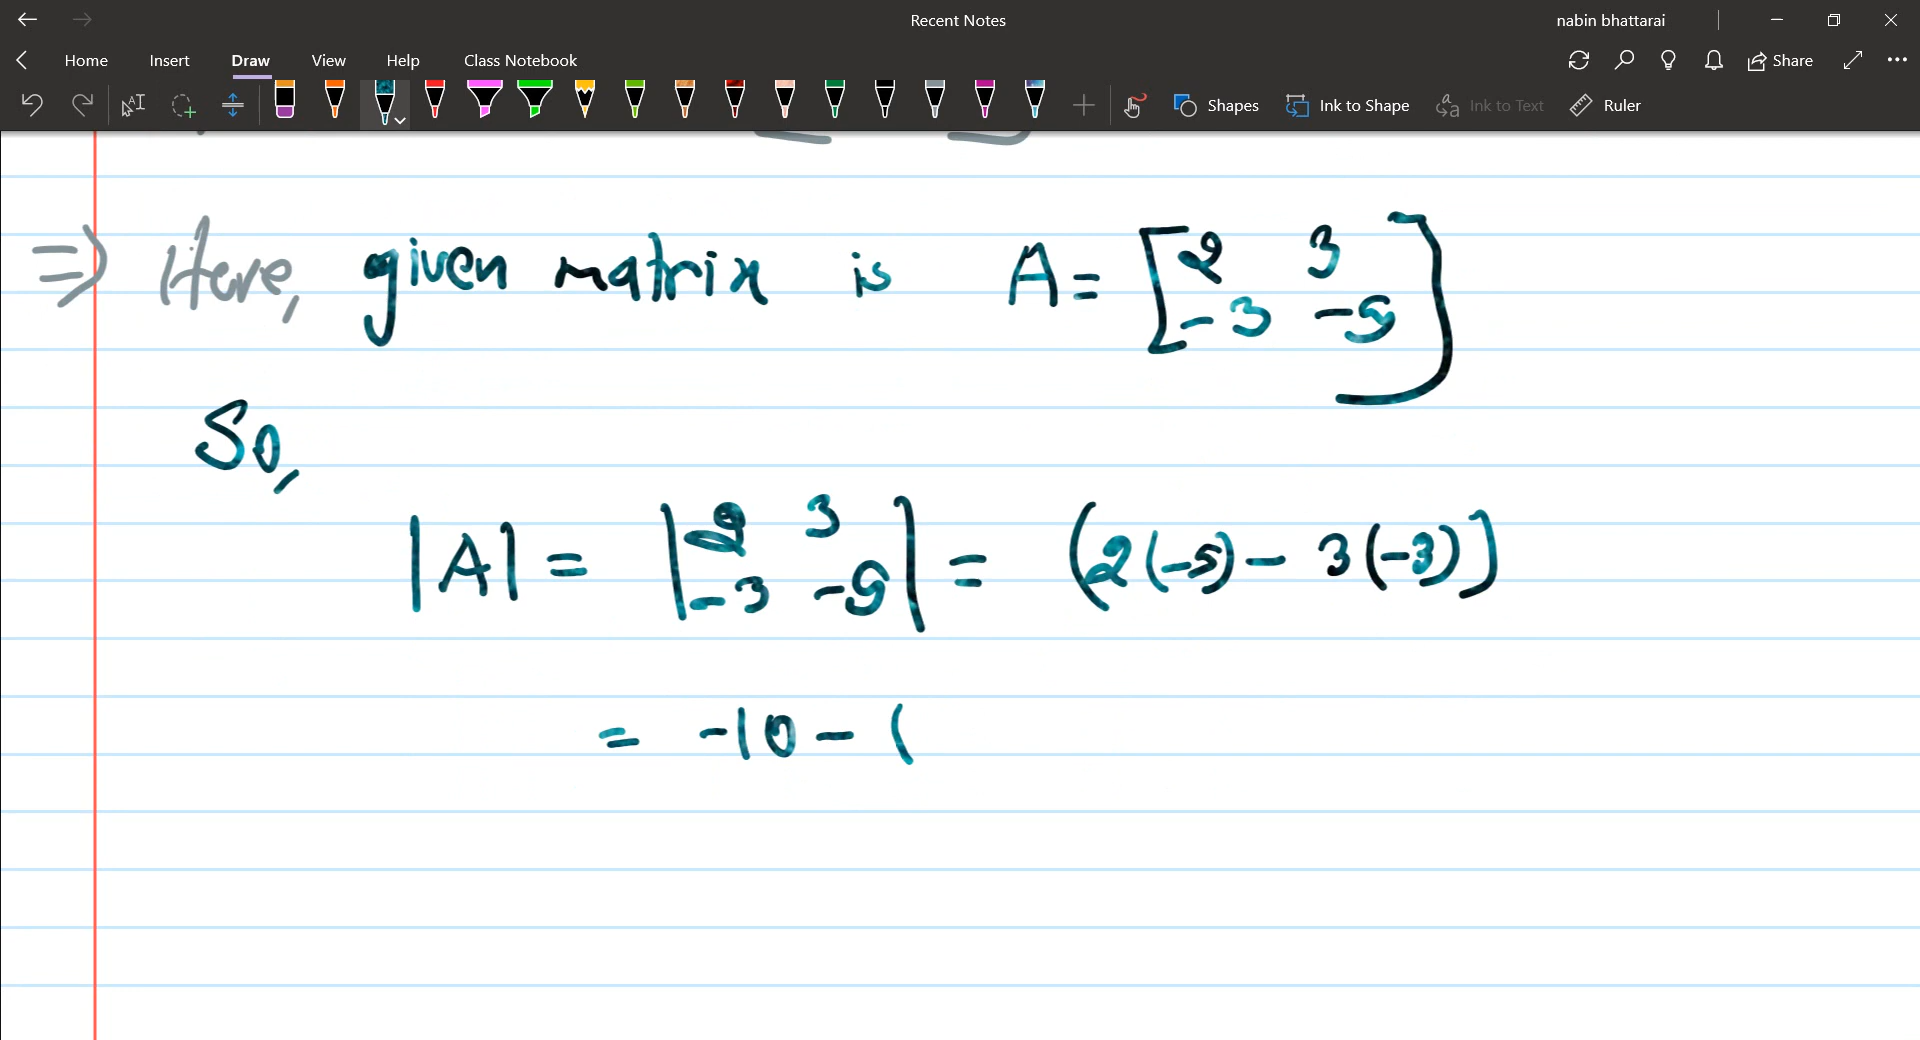 Recent Notes
nabin bhattarai
Home Insert Draw View Help Class Notebook
Share
Shapes Ink to Shape Ink to Text Ruler
⇒ Here, given matrix is A = [2 3
-3 -5]
So,
|A| = |2 3
-3 -5| = (2(-5) - 3(-3))
= -10 - (